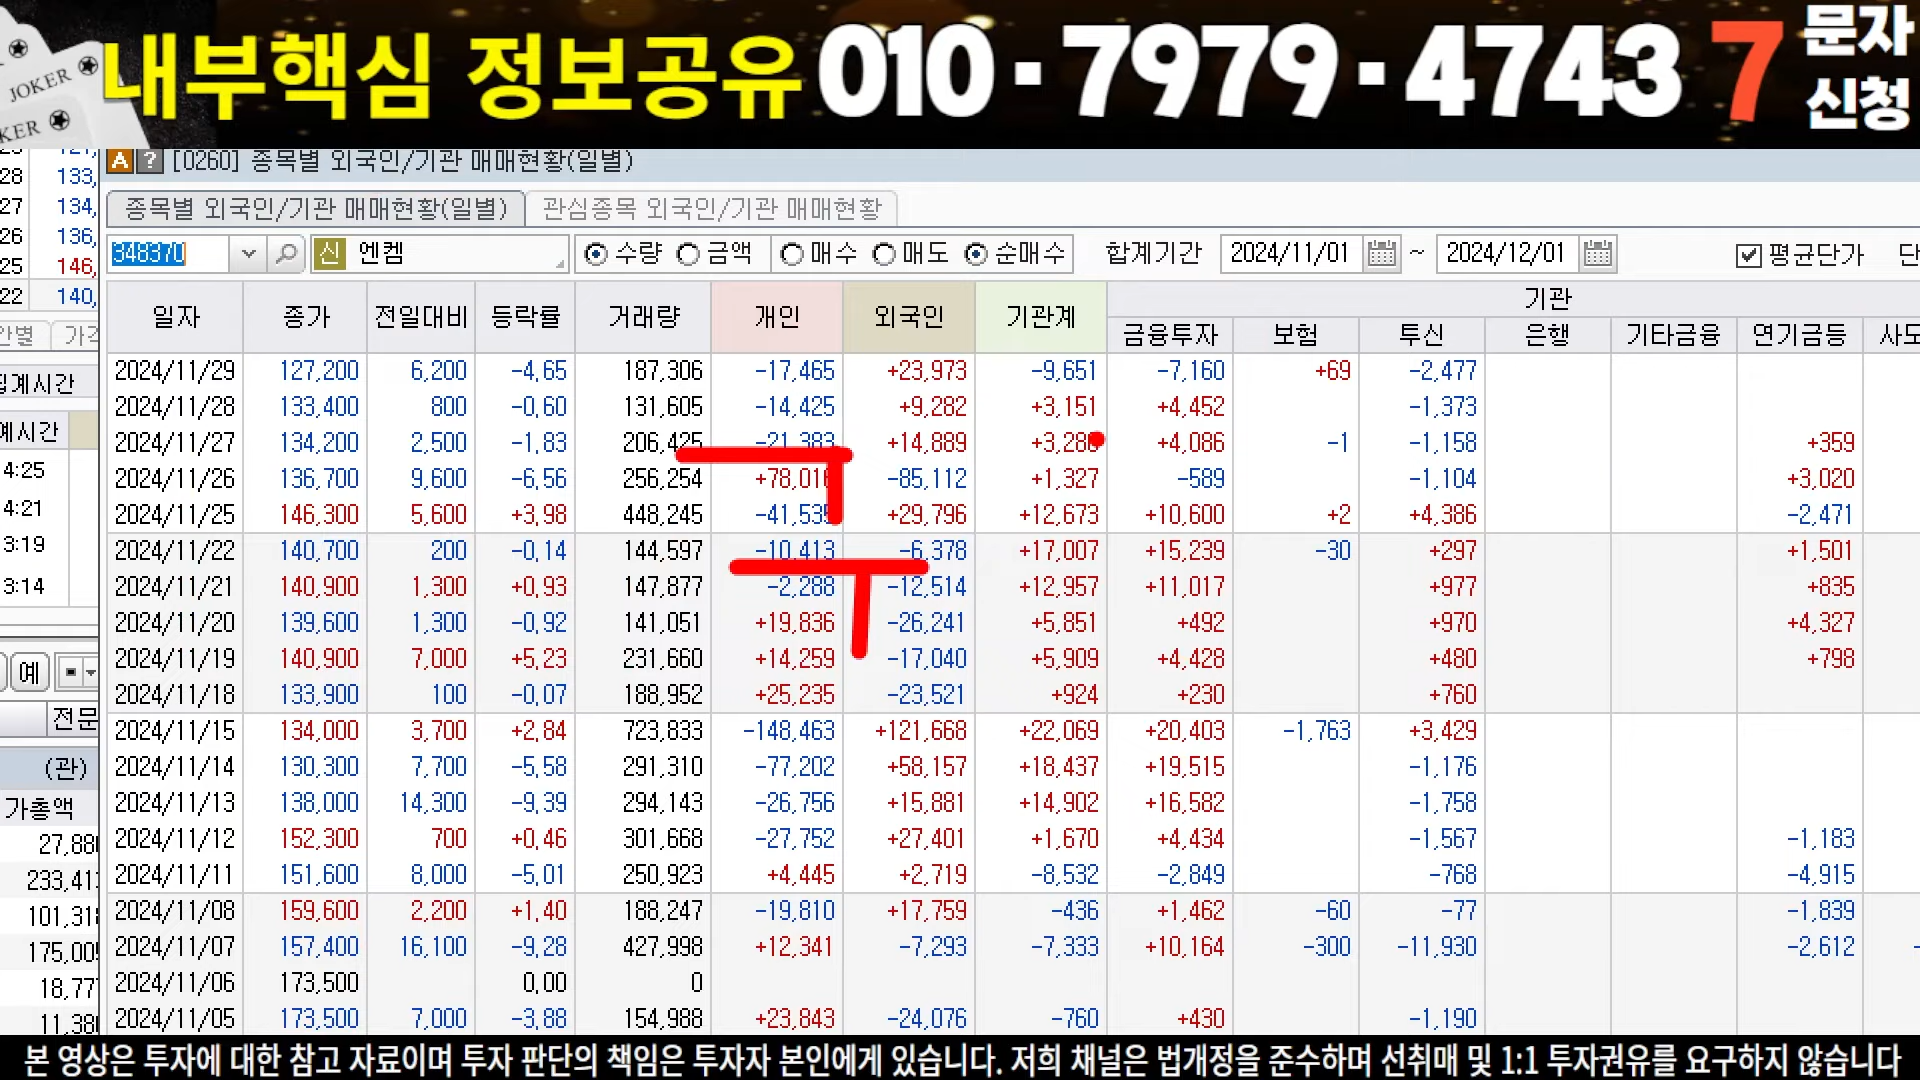 JOKER
내부핵심 정보공유 010·7979·4743 7 문자 신청
A ? [0260] 종목별 외국인/기관 매매현황(일별)
종목별 외국인/기관 매매현황(일별) 관심종목 외국인/기관 매매현황
348370 신 엔켐 수량 금액 매수 매도 순매수 합계기간 2024/11/01 ~ 2024/12/01 평균단가
기관
일자 종가 전일대비 등락률 거래량 개인 외국인 기관계 금융투자 보험 투신 은행 기타금융 연기금등
2024/11/29 127,200 6,200 -4.65 187,306 -17,465 +23,973 -9,651 -7,160 +69 -2,477
2024/11/28 133,400 800 -0.60 131,605 -14,425 +9,282 +3,151 +4,452 -1,373
2024/11/27 134,200 2,500 -1.83 206,425 -21,383 +14,889 +4,086 -1 -1,158 +359
2024/11/26 136,700 9,600 -6.56 256,254 -85,112 +1,327 -589 -1,104 +3,020
2024/11/25 146,300 5,600 +3.98 448,245 +29,796 +12,673 +10,600 +2 +4,386 -2,471
2024/11/22 140,700 200 -0.14 144,597 -10,413 -6,378 +17,007 +15,239 -30 +297 +1,501
2024/11/21 140,900 1,300 +0.93 147,877 -2,288 -12,514 +12,957 +11,017 +977 +835
2024/11/20 139,600 1,300 -0.92 141,051 +19,836 -26,241 +5,851 +492 +970 +4,327
2024/11/19 140,900 7,000 +5.23 231,660 +14,259 -17,040 +5,909 +4,428 +480 +798
2024/11/18 133,900 100 -0.07 188,952 +25,235 -23,521 +924 +230 +760
2024/11/15 134,000 3,700 +2.84 723,833 -148,463 +121,668 +22,069 +20,403 -1,763 +3,429
2024/11/14 130,300 7,700 -5.58 291,310 -77,202 +58,157 +18,437 +19,515 -1,176
2024/11/13 138,000 14,300 -9.39 294,143 -26,756 +15,881 +14,902 +16,582 -1,758
2024/11/12 152,300 700 +0.46 301,668 -27,752 +27,401 +1,670 +4,434 -1,567 -1,183
2024/11/11 151,600 8,000 -5.01 250,923 +4,445 +2,719 -8,532 -2,849 -768 -4,915
2024/11/08 159,600 2,200 +1.40 188,247 -19,810 +17,759 -436 +1,462 -60 -77 -1,839
2024/11/07 157,400 16,100 -9.28 427,998 +12,341 -7,293 -7,333 +10,164 -300 -11,930 -2,612
2024/11/06 173,500 0.00 0
2024/11/05 173,500 7,000 -3.88 154,988 +23,843 -24,076 -760 +430 -1,190
집계시간
4:25
4:21
3:19
3:14
예
전문
(관)
가총액
본 영상은 투자에 대한 참고 자료이며 투자 판단의 책임은 투자자 본인에게 있습니다. 저희 채널은 법개정을 준수하며 선취매 및 1:1 투자권유를 요구하지 않습니다